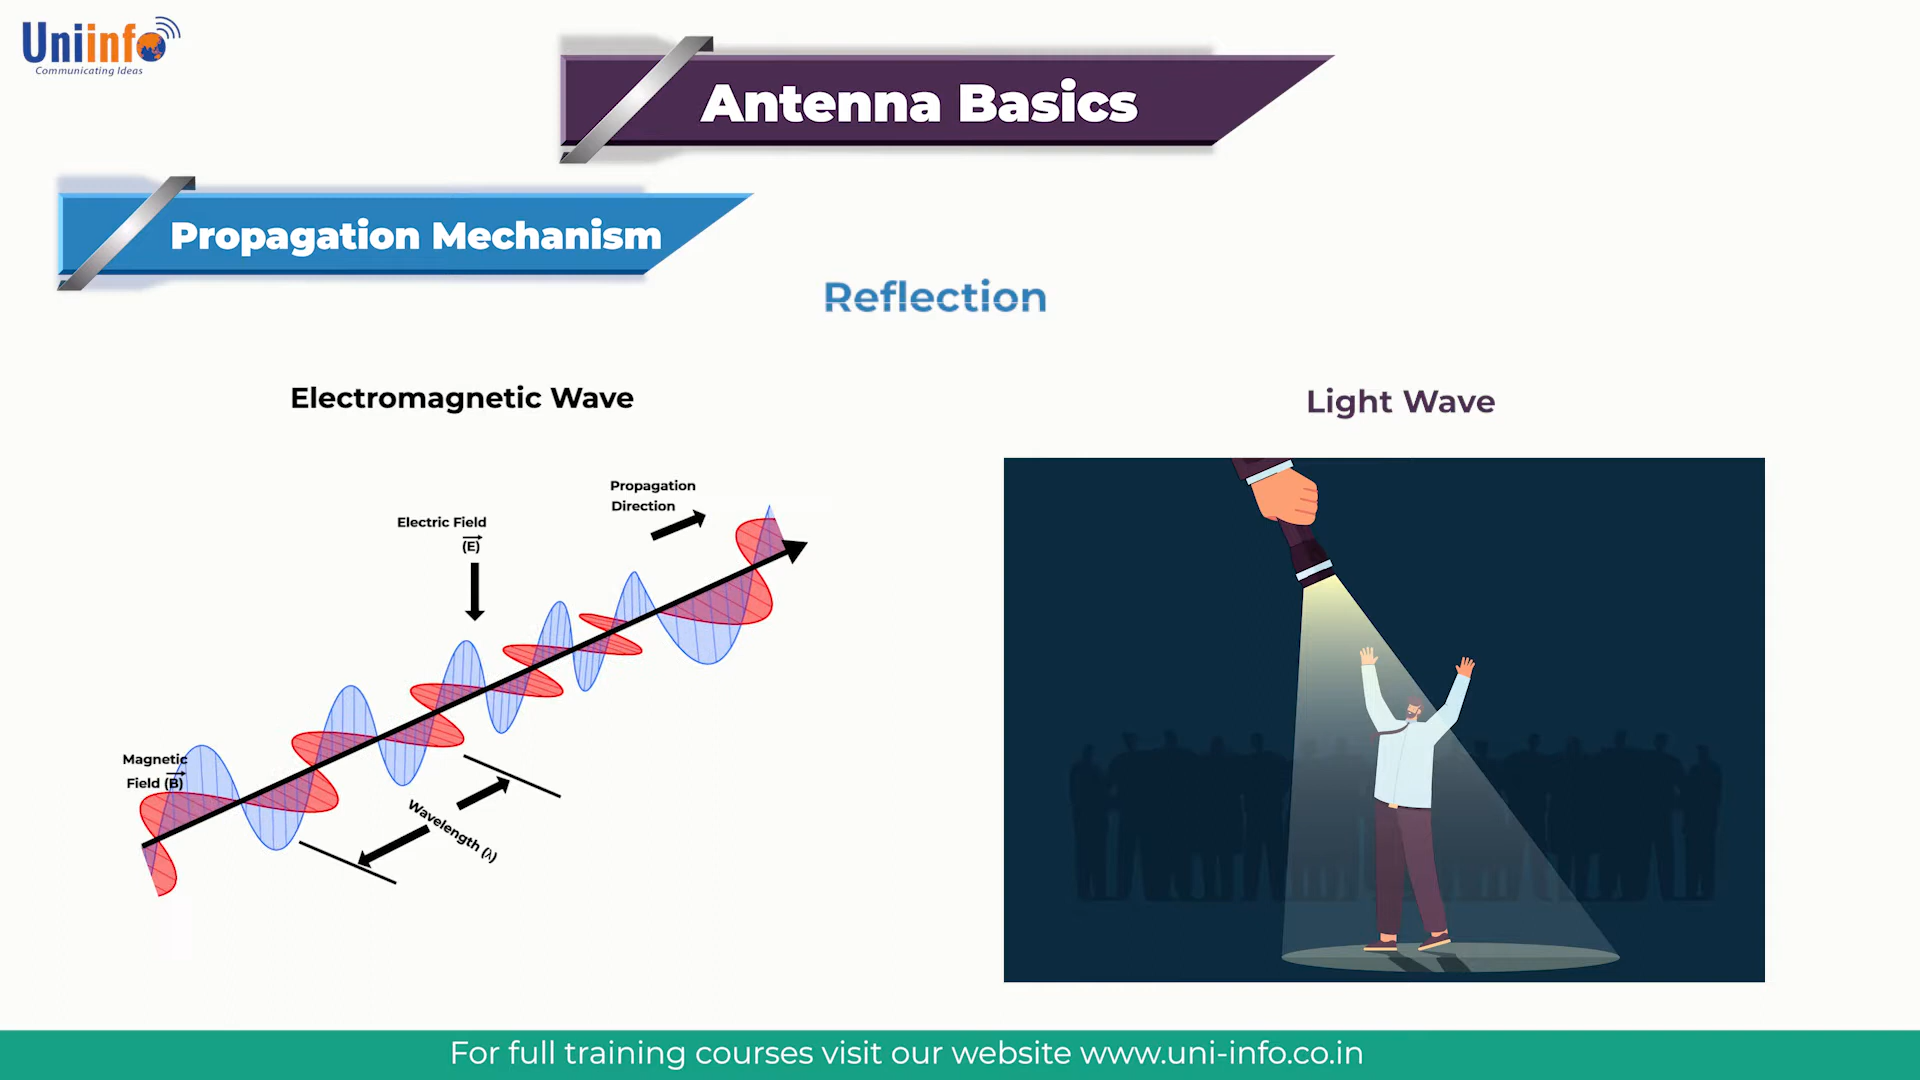 Uniinfo
Communicating Ideas
Antenna Basics
Propagation Mechanism
Reflection
Electromagnetic Wave
Light Wave
Propagation
Direction
Electric Field
(E)
Magnetic
Field (B)
Wavelength (λ)
For full training courses visit our website www.uni-info.co.in